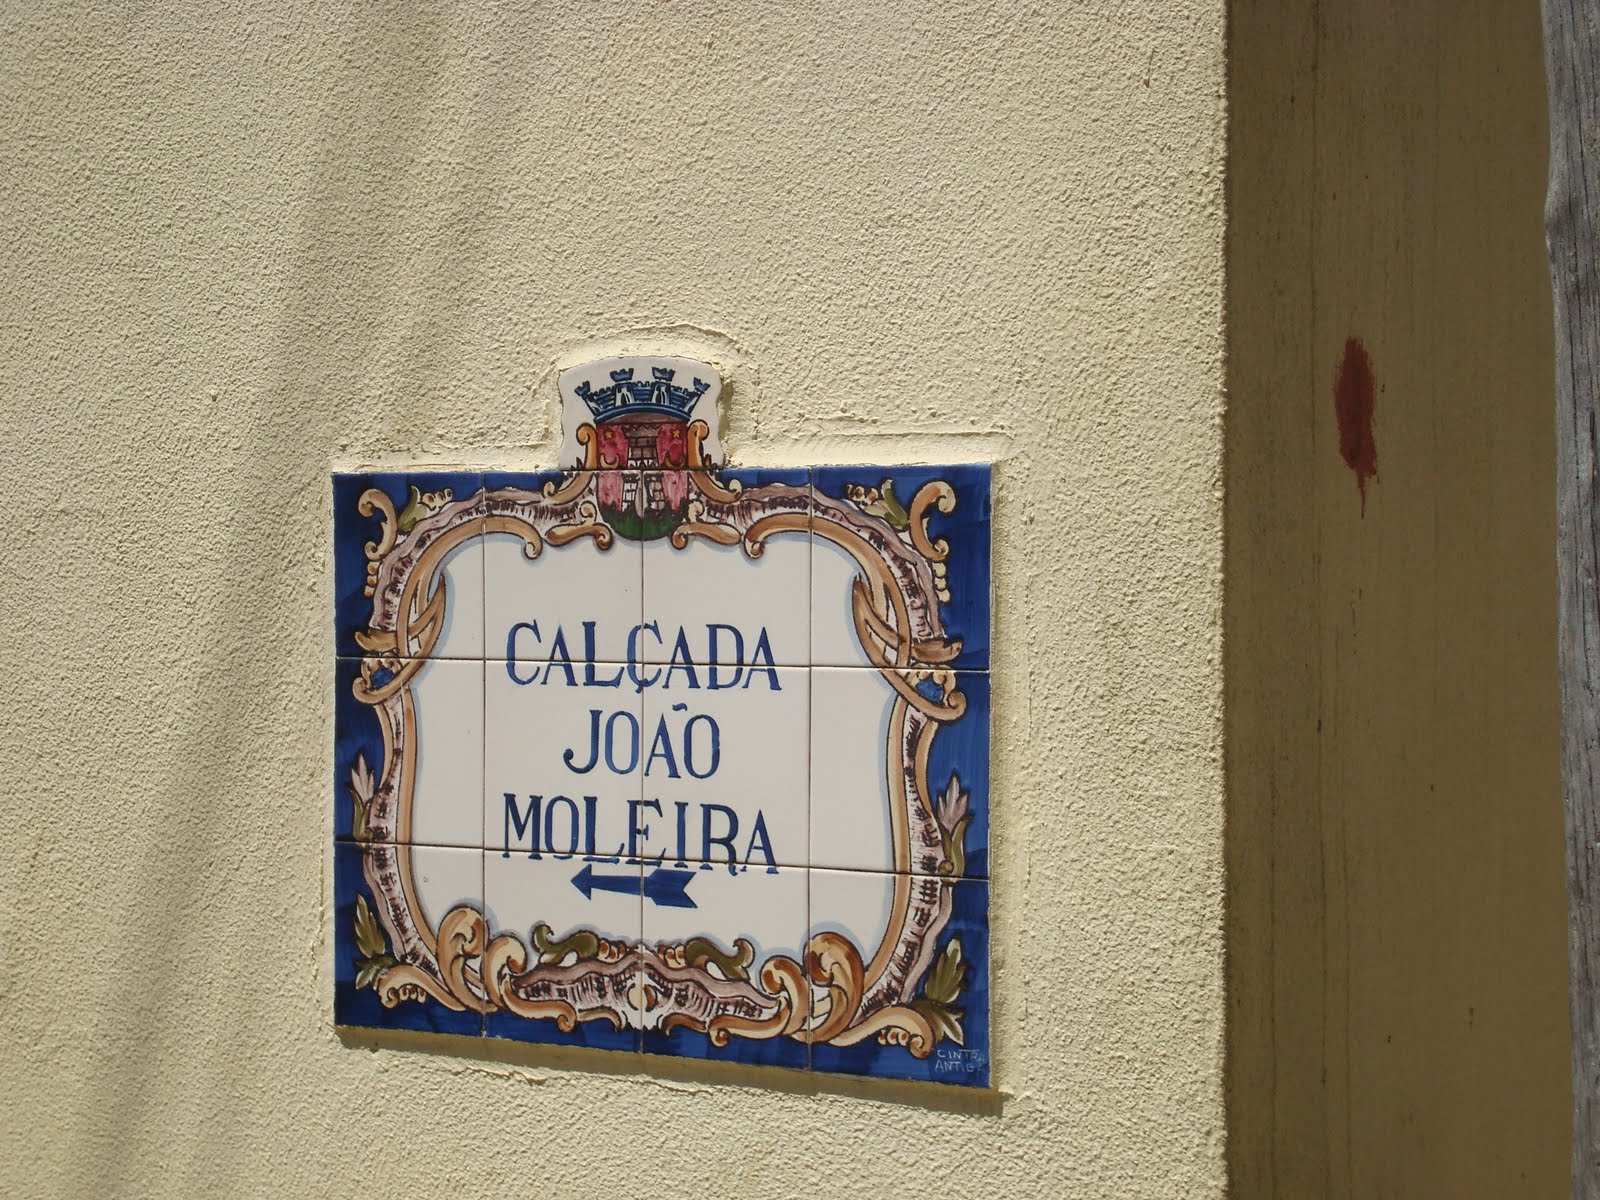 CALÇADA
JOÃO
MOLEIRA
CINTRA
ANTIGA